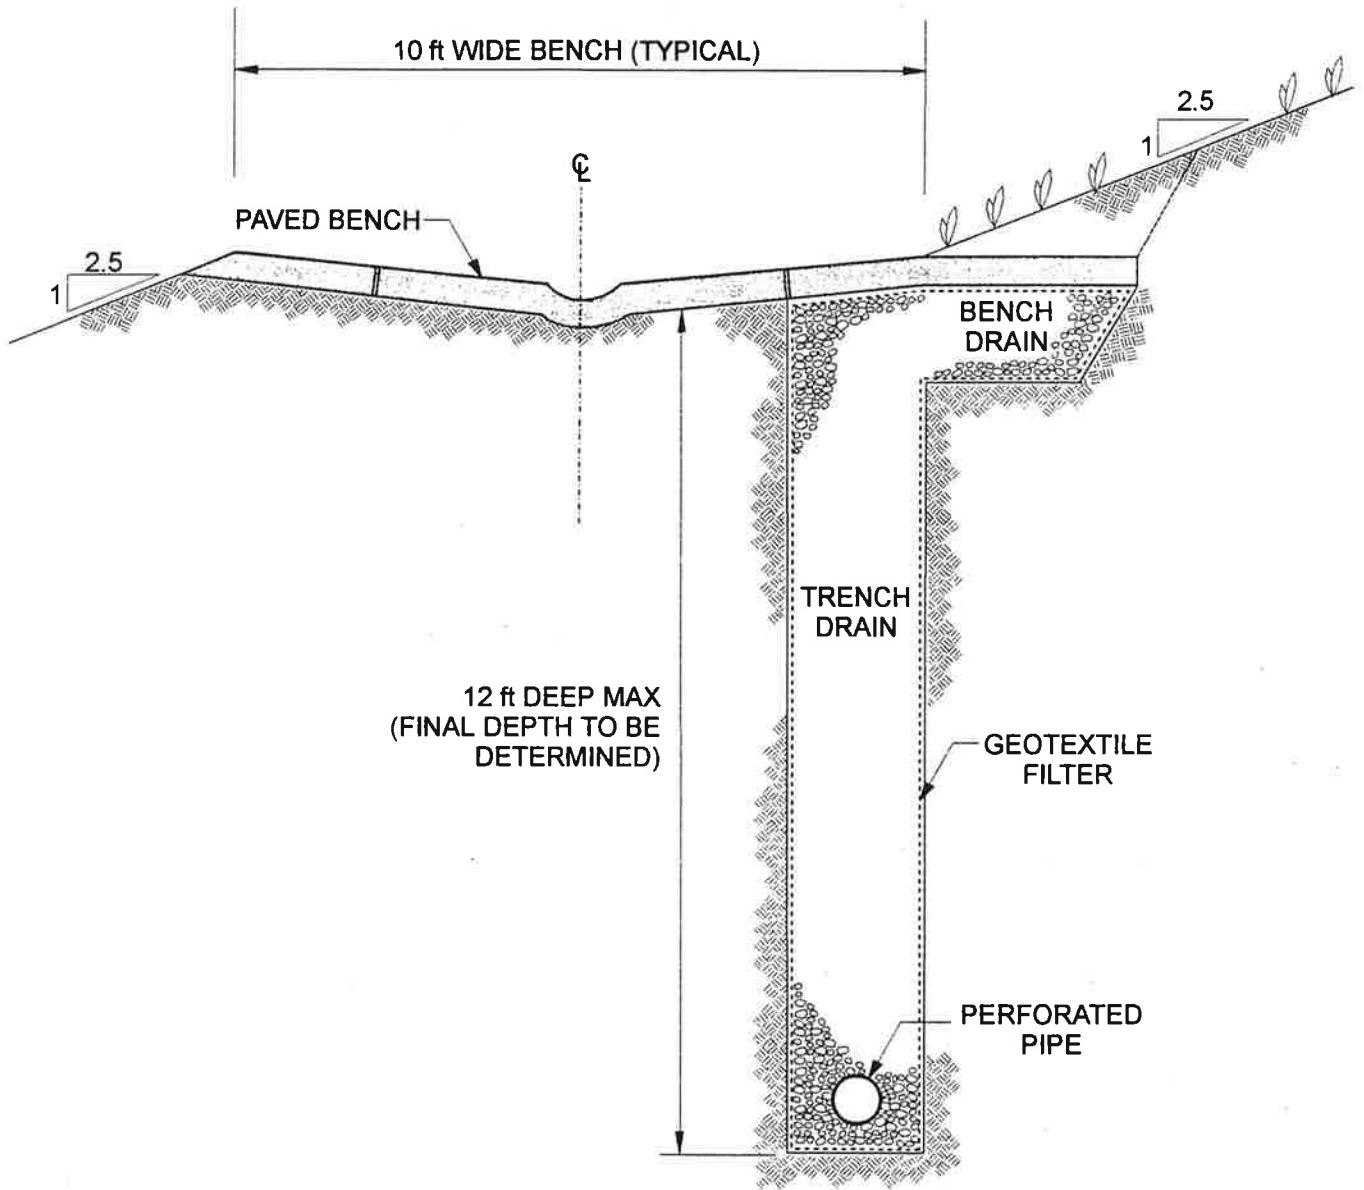 10 ft WIDE BENCH (TYPICAL)
2.5
1
℄
PAVED BENCH
2.5
1
BENCH
DRAIN
TRENCH
DRAIN
12 ft DEEP MAX
(FINAL DEPTH TO BE
DETERMINED)
GEOTEXTILE
FILTER
PERFORATED
PIPE